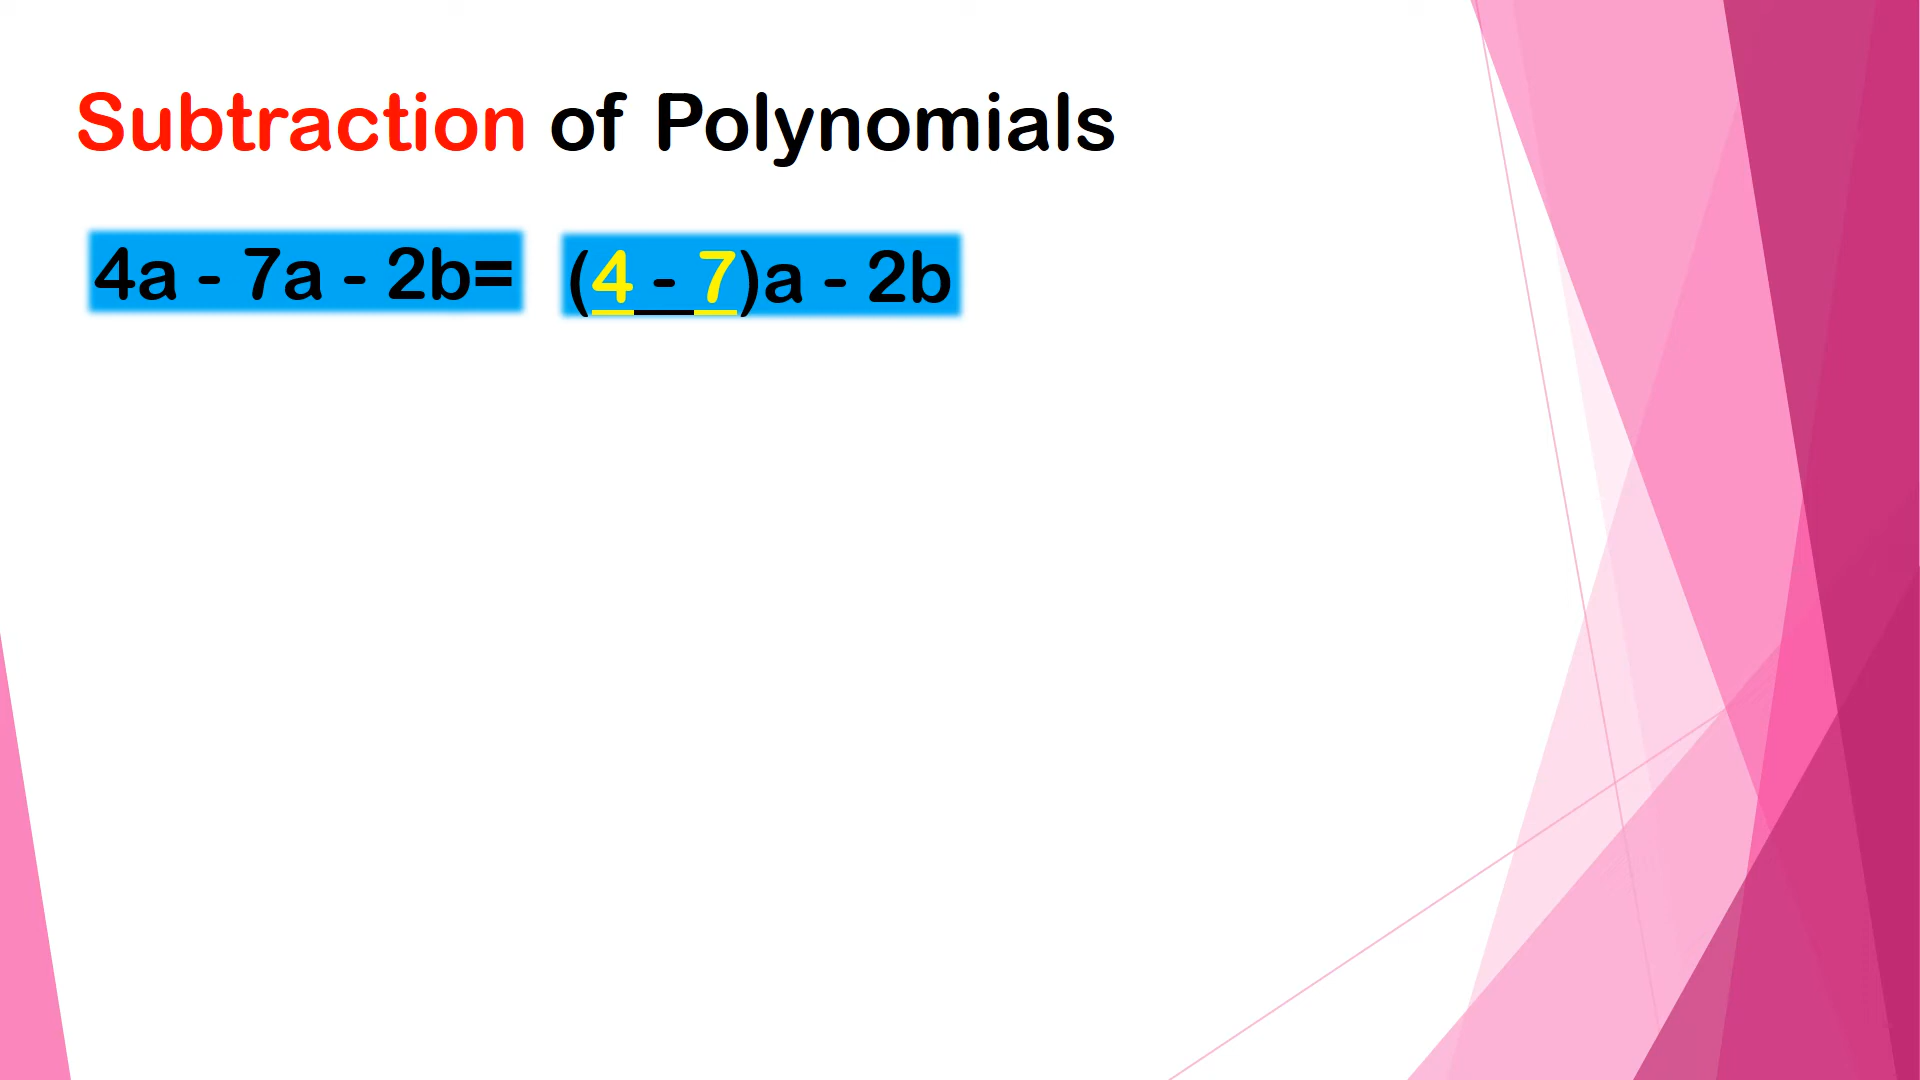 Subtraction of Polynomials
4a - 7a - 2b= (4 - 7)a - 2b